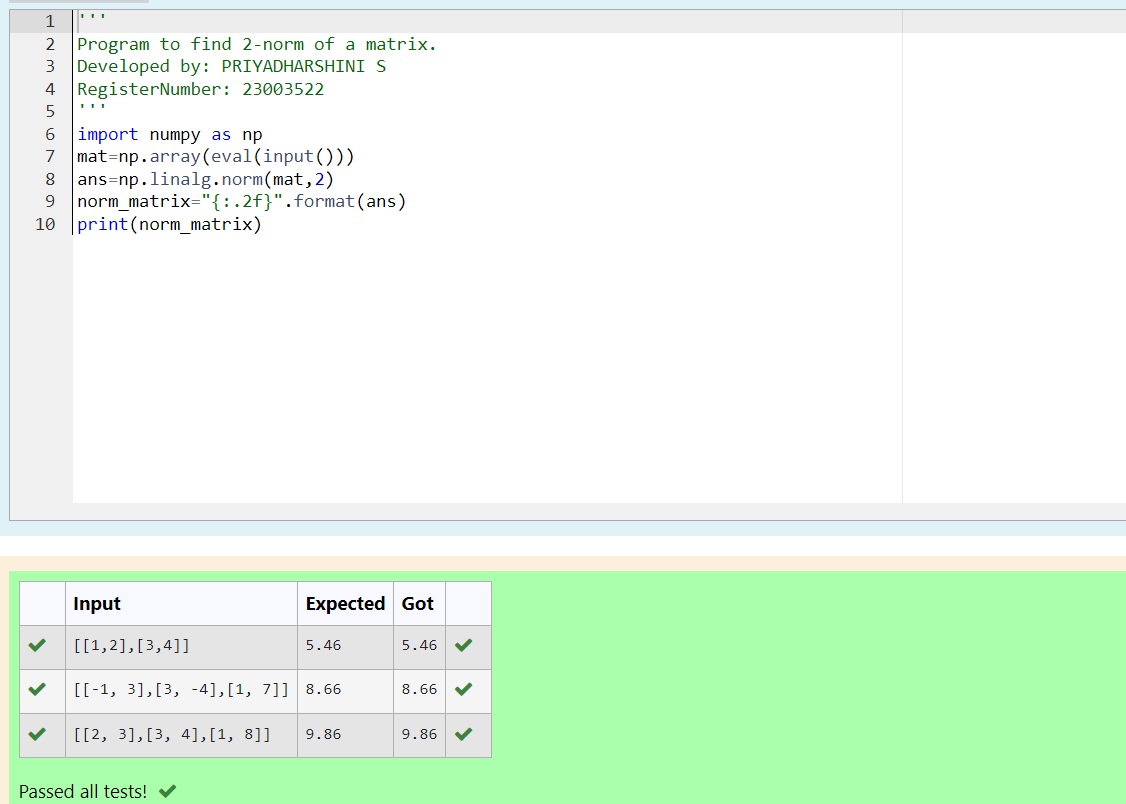 1 '''
2 Program to find 2-norm of a matrix.
3 Developed by: PRIYADHARSHINI S
4 RegisterNumber: 23003522
5 '''
6 import numpy as np
7 mat=np.array(eval(input()))
8 ans=np.linalg.norm(mat,2)
9 norm_matrix="{:.2f}".format(ans)
10 print(norm_matrix)
Input Expected Got
[[1,2],[3,4]] 5.46 5.46
[[-1, 3],[3, -4],[1, 7]] 8.66 8.66
[[2, 3],[3, 4],[1, 8]] 9.86 9.86
Passed all tests!